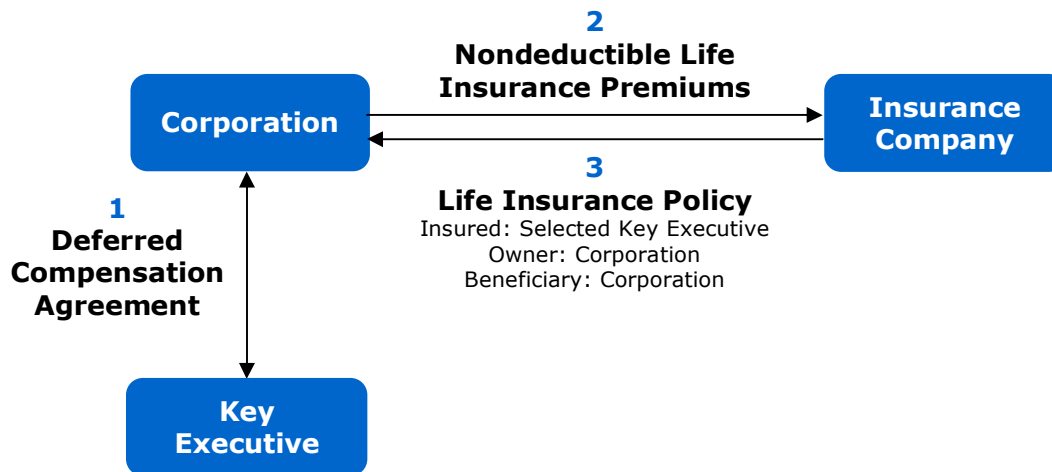 2
Nondeductible Life
Insurance Premiums
Corporation
Insurance
Company
3
Life Insurance Policy
Insured: Selected Key Executive
Owner: Corporation
Beneficiary: Corporation
1
Deferred
Compensation
Agreement
Key
Executive